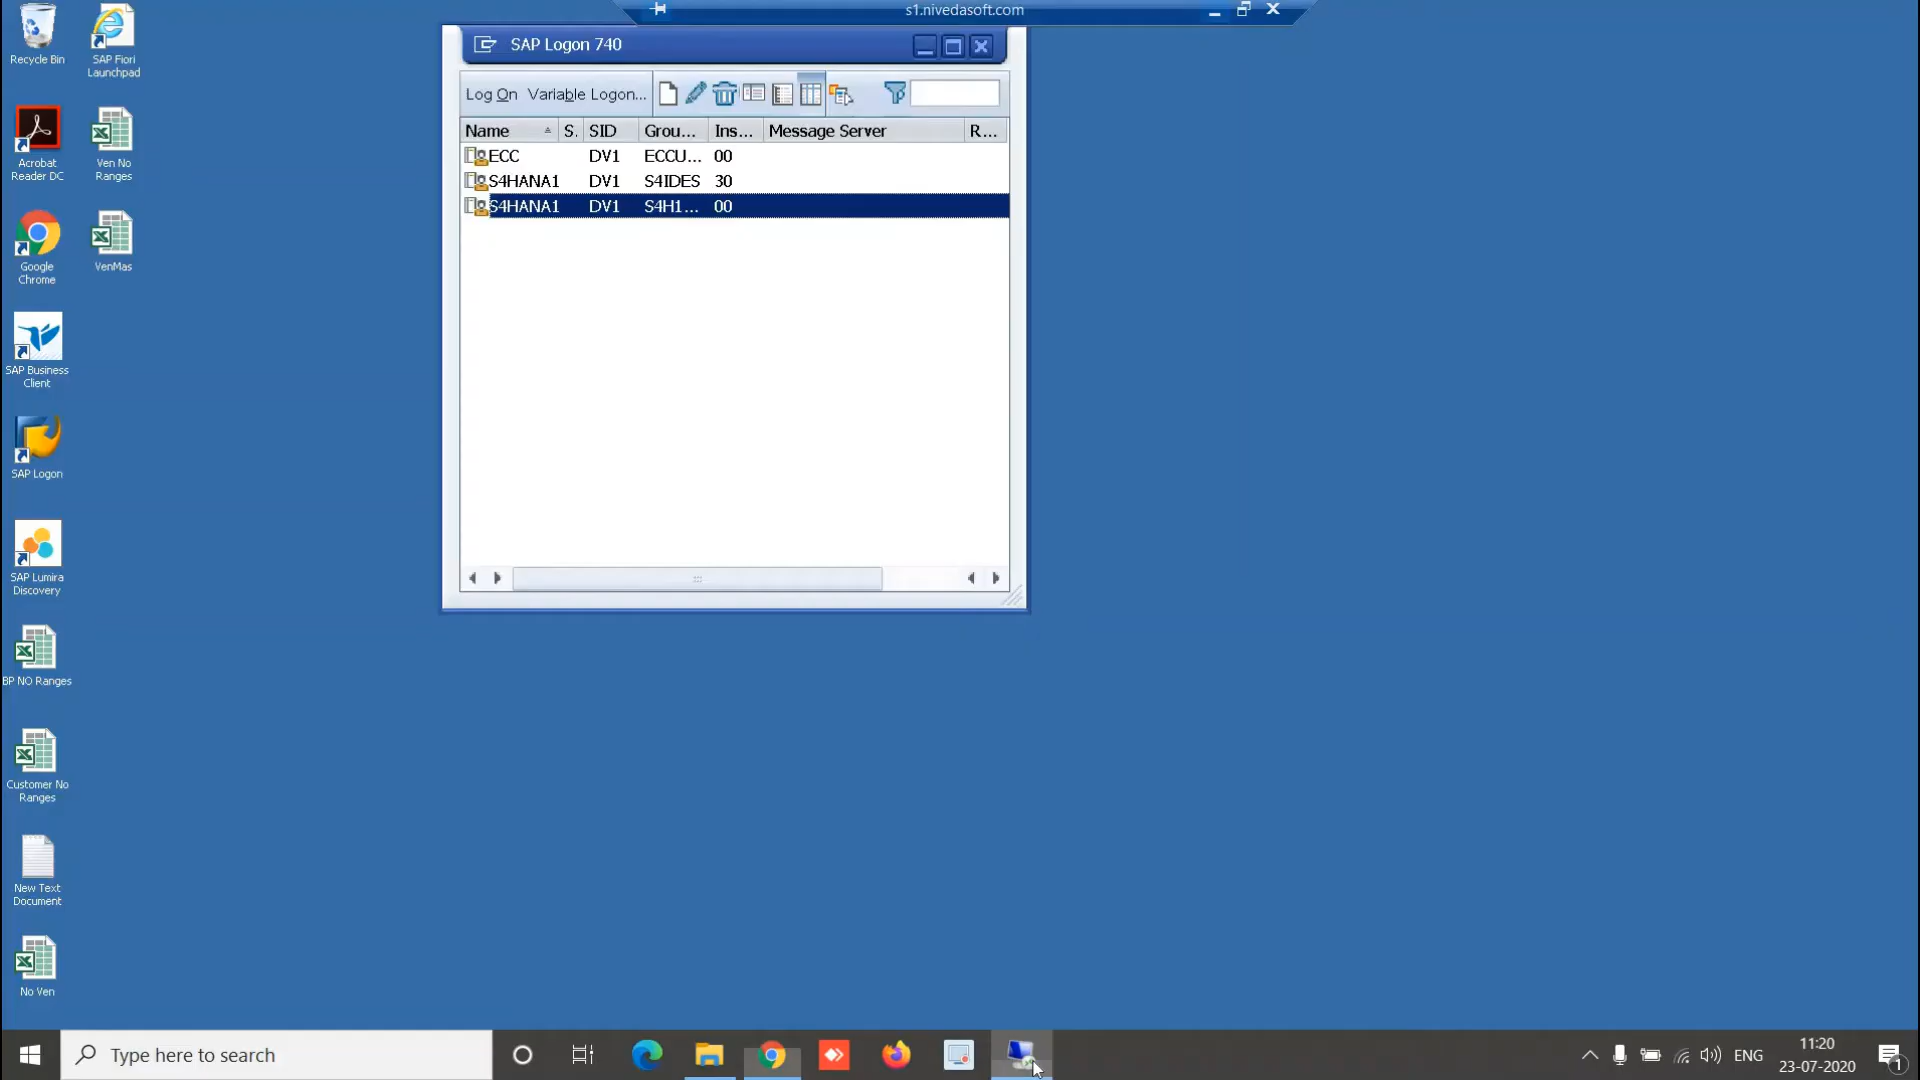 s1.nivedasoft.com
SAP Logon 740
Log On Variable Logon...
Name S. SID Grou... Ins... Message Server R...
ECC DV1 ECCU... 00
S4HANA1 DV1 S4IDES 30
S4HANA1 DV1 S4H1... 00
Recycle Bin
SAP Fiori
Launchpad
Acrobat
Reader DC
Ven No
Ranges
Google
Chrome
VenMas
SAP Business
Client
SAP Logon
SAP Lumira
Discovery
BP NO Ranges
Customer No
Ranges
New Text
Document
No Ven
Type here to search
ENG
11:20
23-07-2020
1